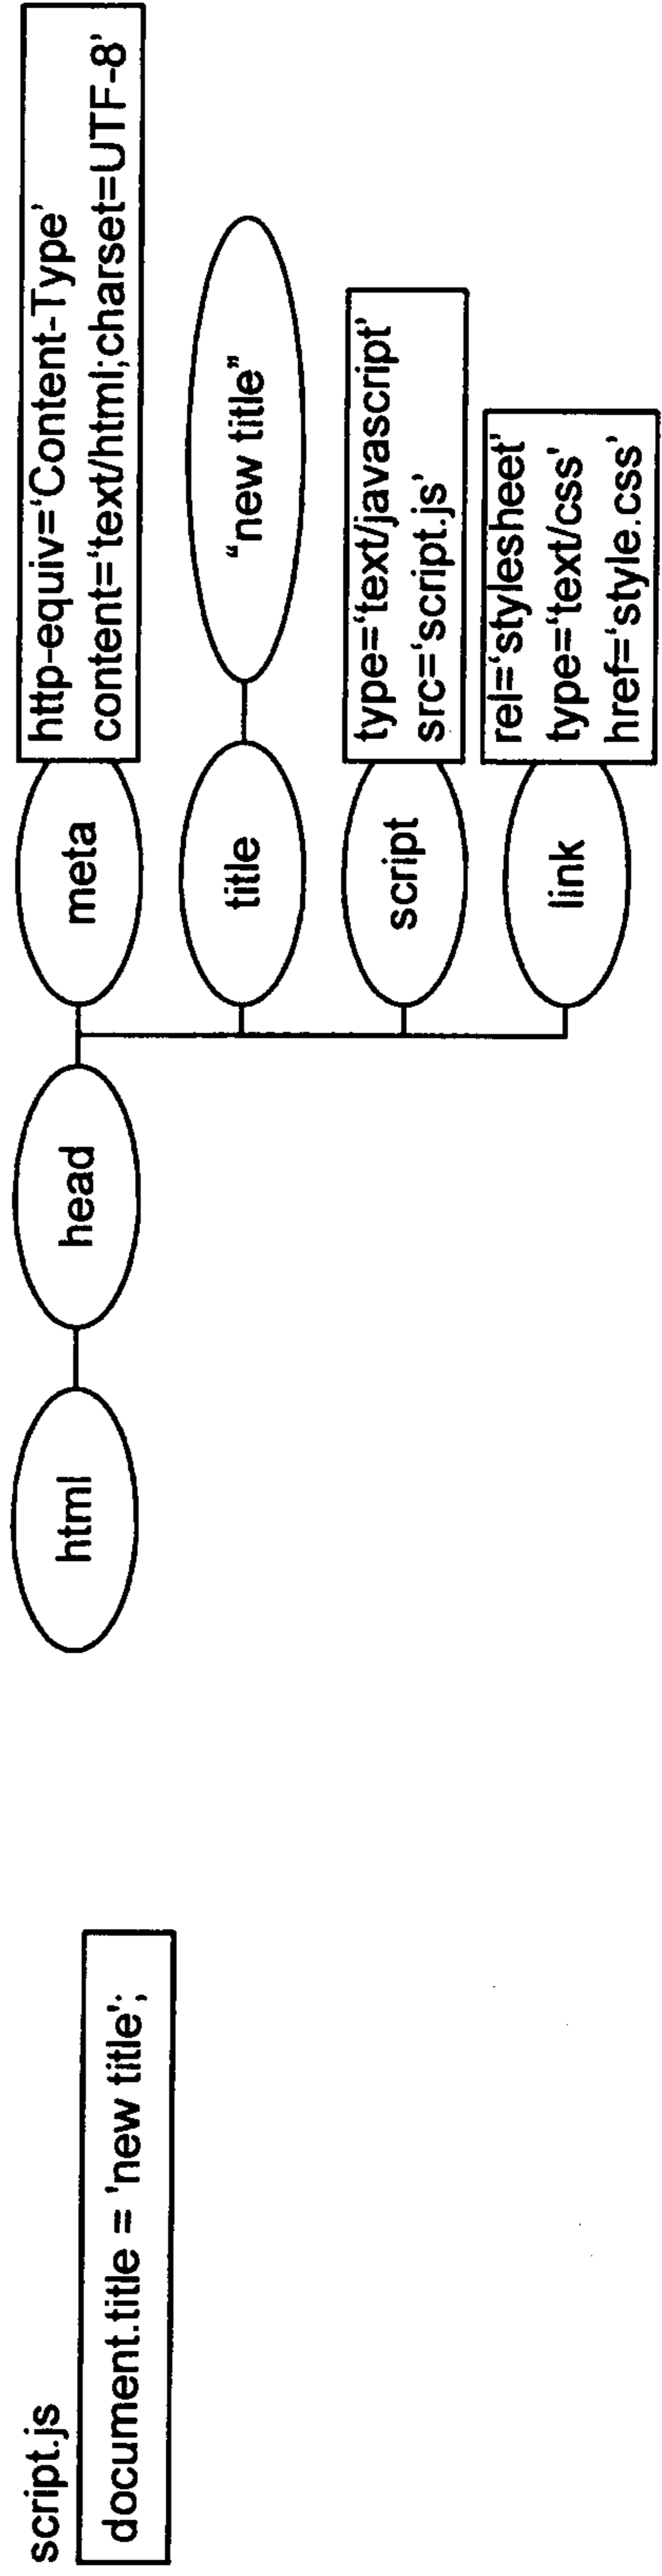 script.js
document.title = 'new title';
html
head
meta
http-equiv=‘Content-Type’
content=‘text/html;charset=UTF-8’
title
“new title”
script
type=‘text/javascript’
src=‘script.js’
link
rel=‘stylesheet’
type=‘text/css’
href=‘style.css’